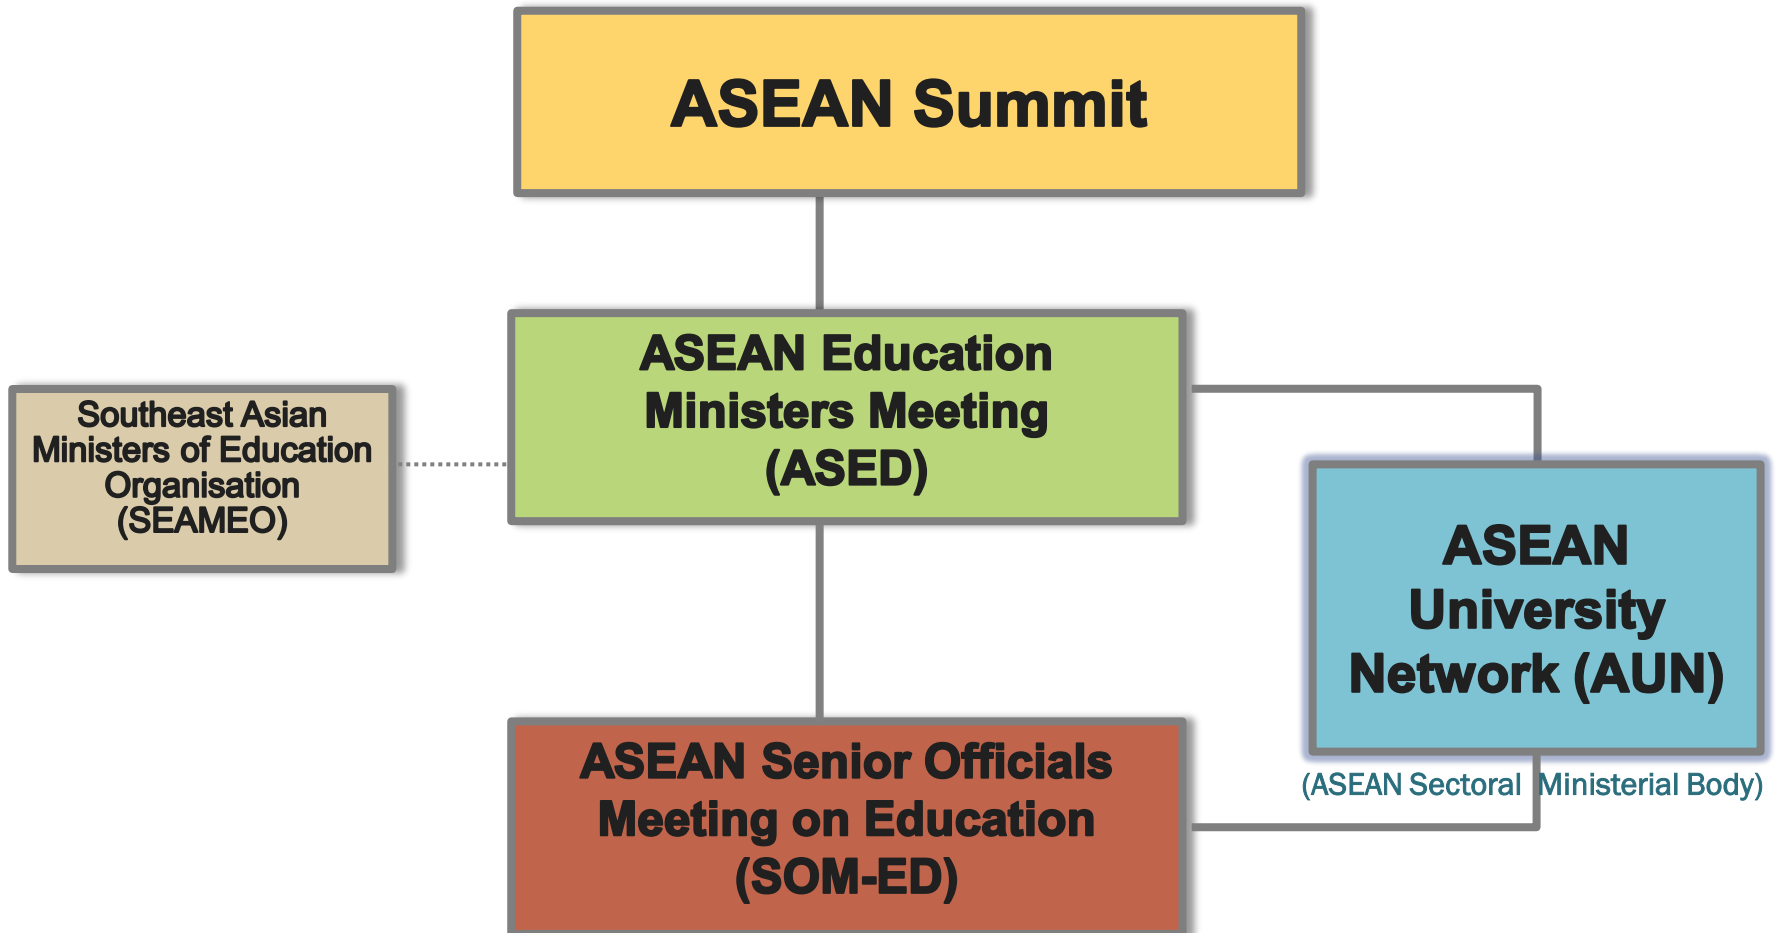 ASEAN Summit
ASEAN Education
Ministers Meeting
(ASED)
Southeast Asian
Ministers of Education
Organisation
(SEAMEO)
ASEAN
University
Network (AUN)
(ASEAN Sectoral Ministerial Body)
ASEAN Senior Officials
Meeting on Education
(SOM-ED)